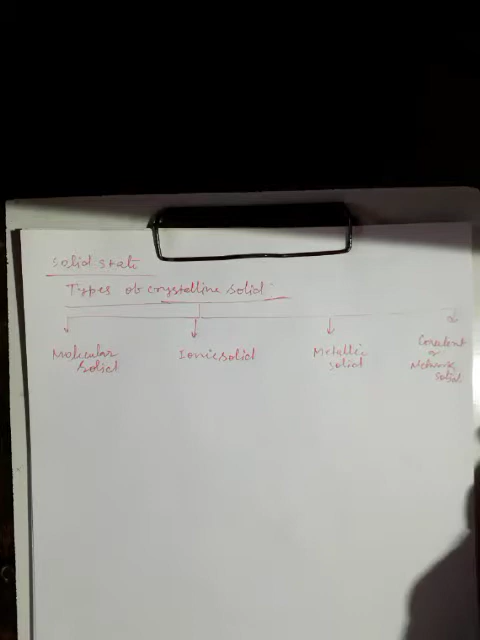 Solid state
Types of crystalline solid
Molecular
solid
Ionic solid
Metallic
solid
Covalent
or
Network
solid